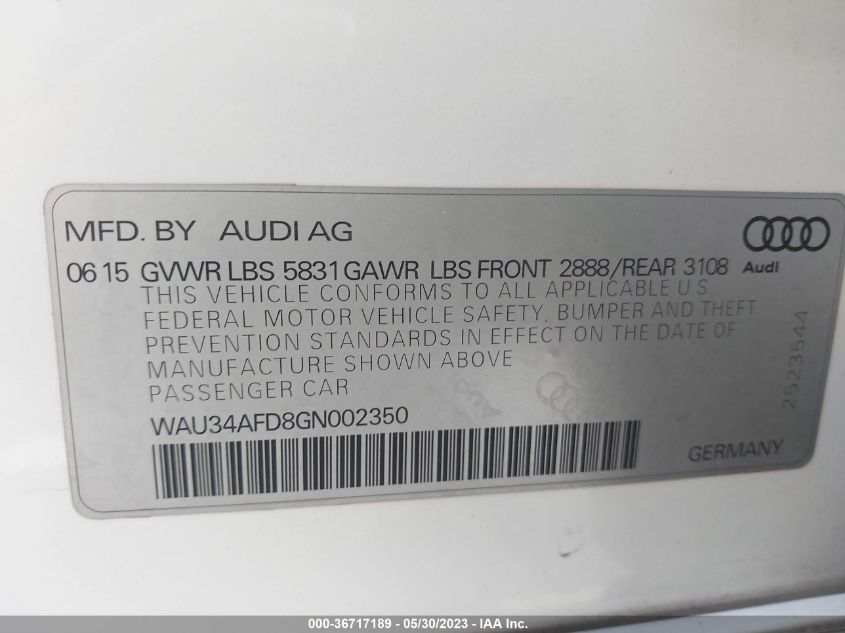 MFD. BY AUDI AG
06 15 GVWR LBS 5831 GAWR LBS FRONT 2888/REAR 3108
Audi
THIS VEHICLE CONFORMS TO ALL APPLICABLE U.S
FEDERAL MOTOR VEHICLE SAFETY, BUMPER AND THEFT
PREVENTION STANDARDS IN EFFECT ON THE DATE OF
MANUFACTURE SHOWN ABOVE
PASSENGER CAR
WAU34AFD8GN002350
2523544
GERMANY
000-36717189 - 05/30/2023 - IAA Inc.